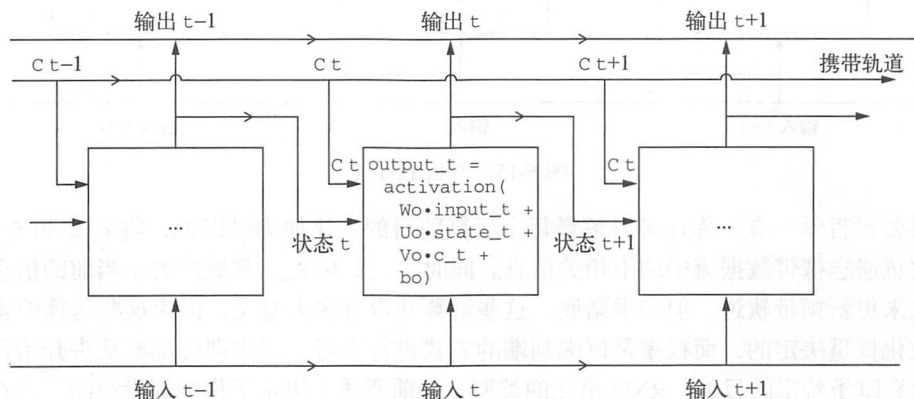 输出 t-1
输出 t
输出 t+1
C t-1
C t
C t+1
携带轨道
C t
output_t =
activation(
Wo•input_t +
Uo•state_t +
Vo•c_t +
bo)
C t
...
...
状态 t
状态 t+1
输入 t-1
输入 t
输入 t+1